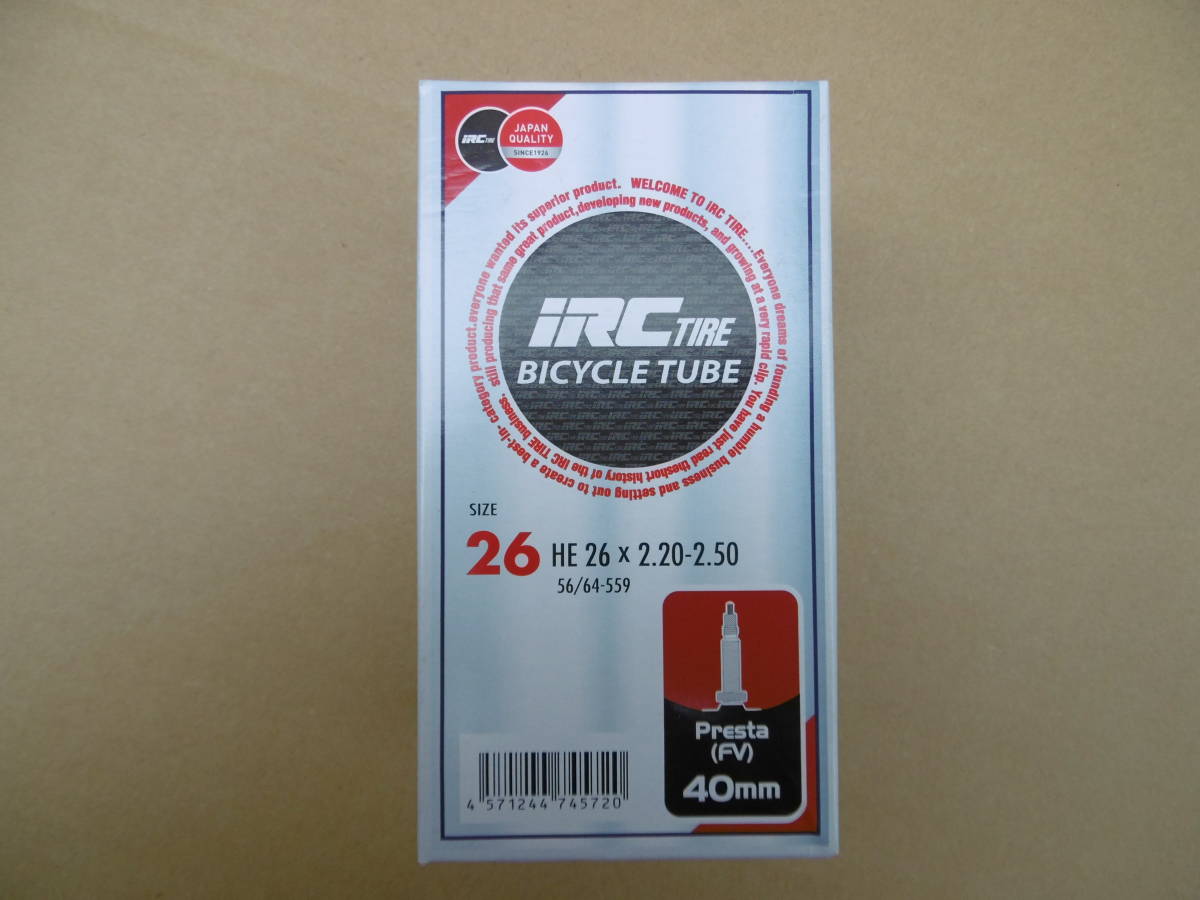 iRC TIRE
JAPAN
QUALITY
SINCE1926
WELCOME TO iRC TIRE....Everyone dreams of founding a humble business and setting out to create a best-in- category product.everyone wanted its superior product.
still producing that same great product,developing new products, and growing at a very rapid clip. You have just read theshort history of the IRC TIRE business.
iRC TIRE
BICYCLE TUBE
SIZE
26 HE 26 x 2.20-2.50
56/64-559
Presta
(FV)
40mm
4 571244 745720